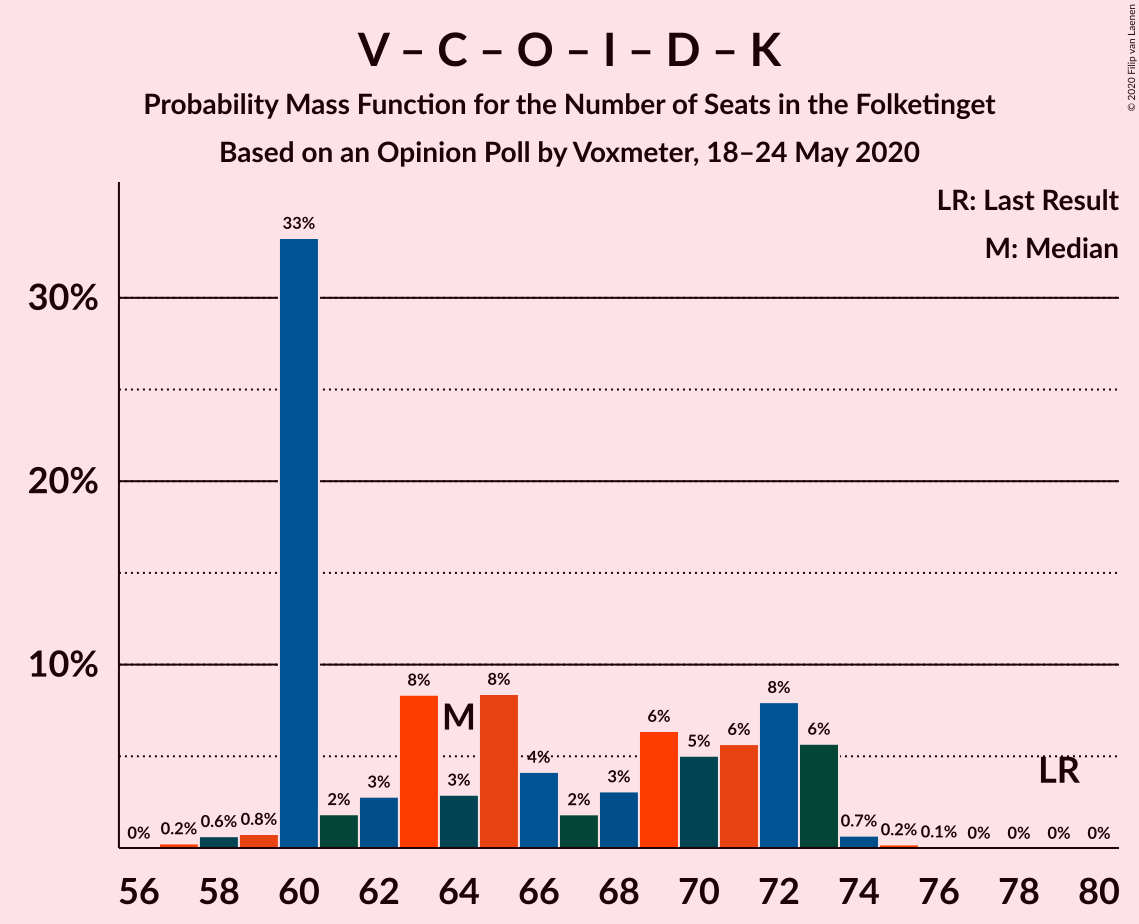 V – C – O – I – D – K
Probability Mass Function for the Number of Seats in the Folketinget
Based on an Opinion Poll by Voxmeter, 18–24 May 2020
© 2020 Filip van Laenen
LR: Last Result
M: Median
30%
20%
10%
0% 0.2% 0.6% 0.8% 33% 2% 3% 8% 3% 8% 4% 2% 3% 6% 5% 6% 8% 6% 0.7% 0.2% 0.1% 0% 0% 0% 0%
M
LR
56 58 60 62 64 66 68 70 72 74 76 78 80